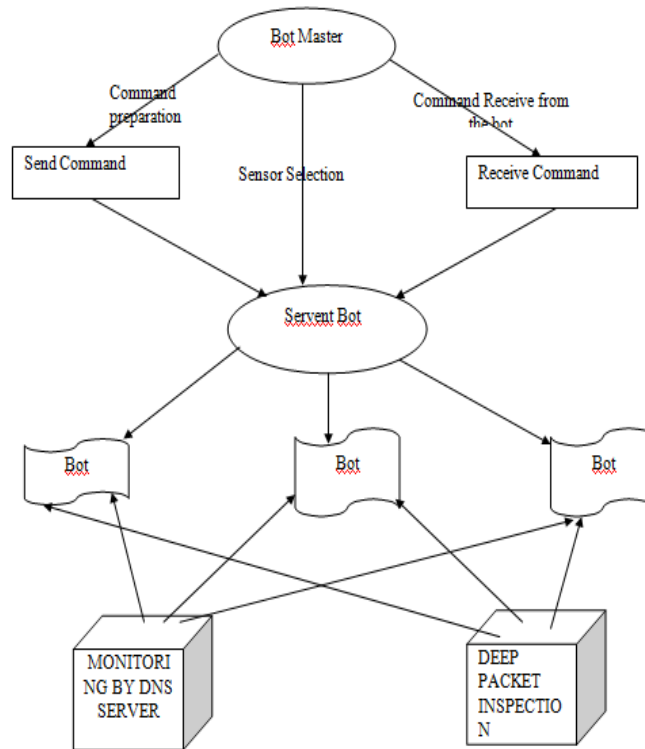 Bot Master
Command
preparation
Command Receive from
the bot
Send Command
Sensor Selection
Receive Command
Servent Bot
Bot
Bot
Bot
MONITORI
NG BY DNS
SERVER
DEEP
PACKET
INSPECTIO
N